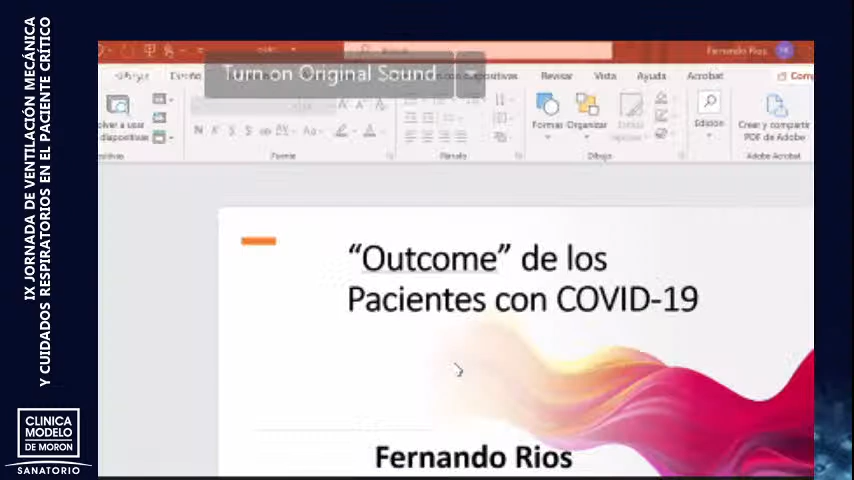 IX JORNADA DE VENTILACIÓN MECÁNICA
Y CUIDADOS RESPIRATORIOS EN EL PACIENTE CRÍTICO
CLINICA
MODELO
DE MORON
SANATORIO
Fernando Rios
Turn on Original Sound
Revisar Vista Ayuda Acrobat
Formas Organizar
Edición
Crear y compartir
PDF de Adobe
Fuente
Párrafo
Dibujo
Adobe Acrobat
“Outcome” de los
Pacientes con COVID-19
Fernando Rios